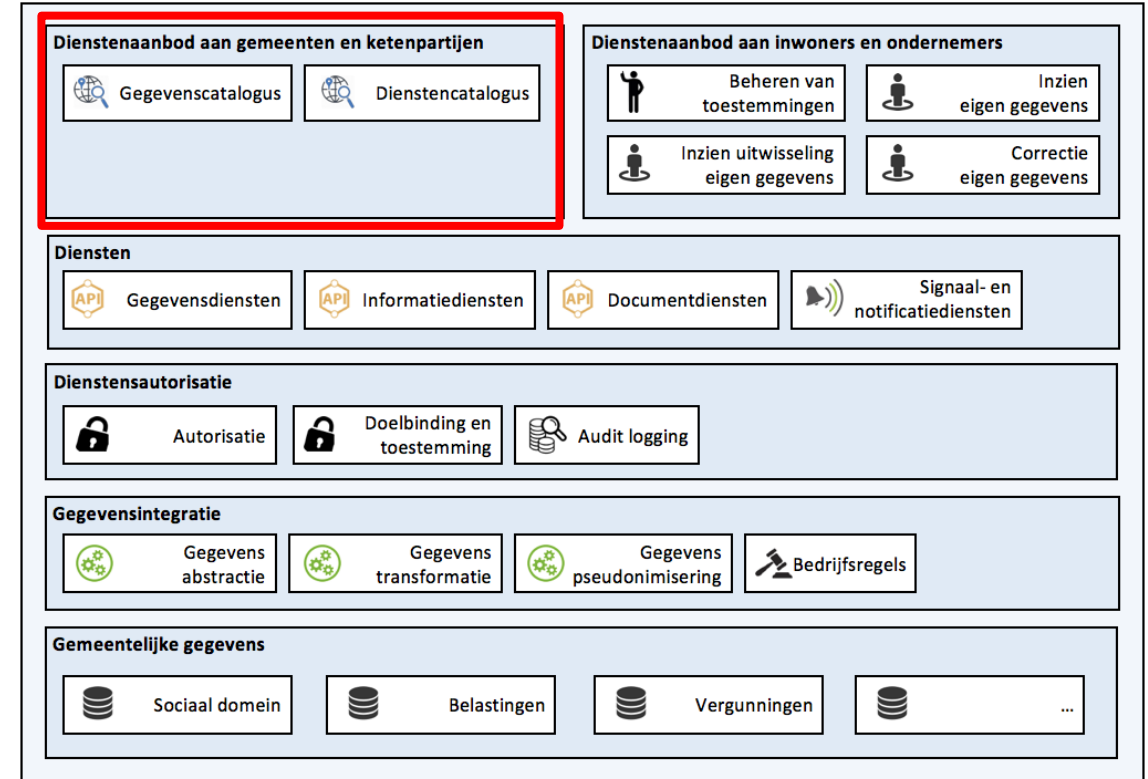 Dienstenaanbod aan gemeenten en ketenpartijen
Gegevenscatalogus
Dienstencatalogus
Dienstenaanbod aan inwoners en ondernemers
Beheren van
toestemmingen
Inzien
eigen gegevens
Inzien uitwisseling
eigen gegevens
Correctie
eigen gegevens
Diensten
API
Gegevensdiensten
API
Informatiediensten
API
Documentdiensten
Signaal- en
notificatiediensten
Dienstensautorisatie
Autorisatie
Doelbinding en
toestemming
Audit logging
Gegevensintegratie
Gegevens
abstractie
Gegevens
transformatie
Gegevens
pseudonimisering
Bedrijfsregels
Gemeentelijke gegevens
Sociaal domein
Belastingen
Vergunningen
...